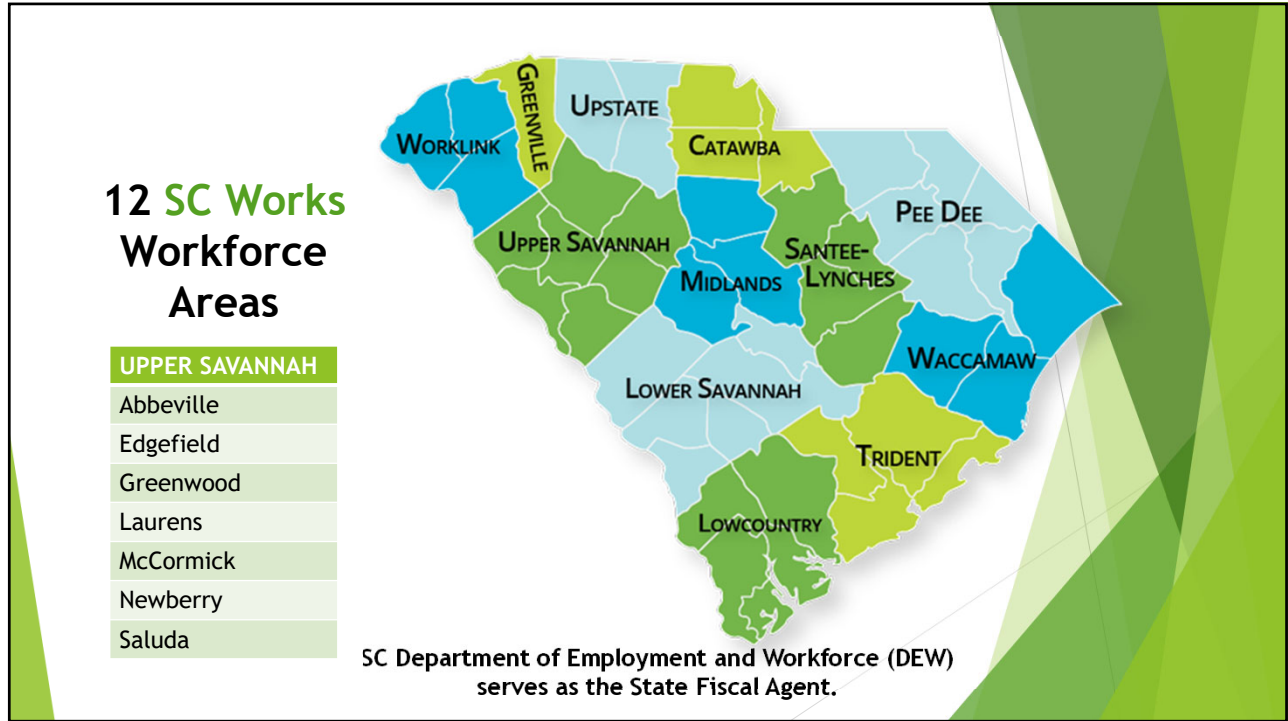 12 SC Works
Workforce
Areas
UPPER SAVANNAH
Abbeville
Edgefield
Greenwood
Laurens
McCormick
Newberry
Saluda
GREENVILLE
UPSTATE
WORKLINK
CATAWBA
PEE DEE
UPPER SAVANNAH
SANTEE-
LYNCHES
MIDLANDS
WACCAMAW
LOWER SAVANNAH
TRIDENT
LOWCOUNTRY
SC Department of Employment and Workforce (DEW)
serves as the State Fiscal Agent.